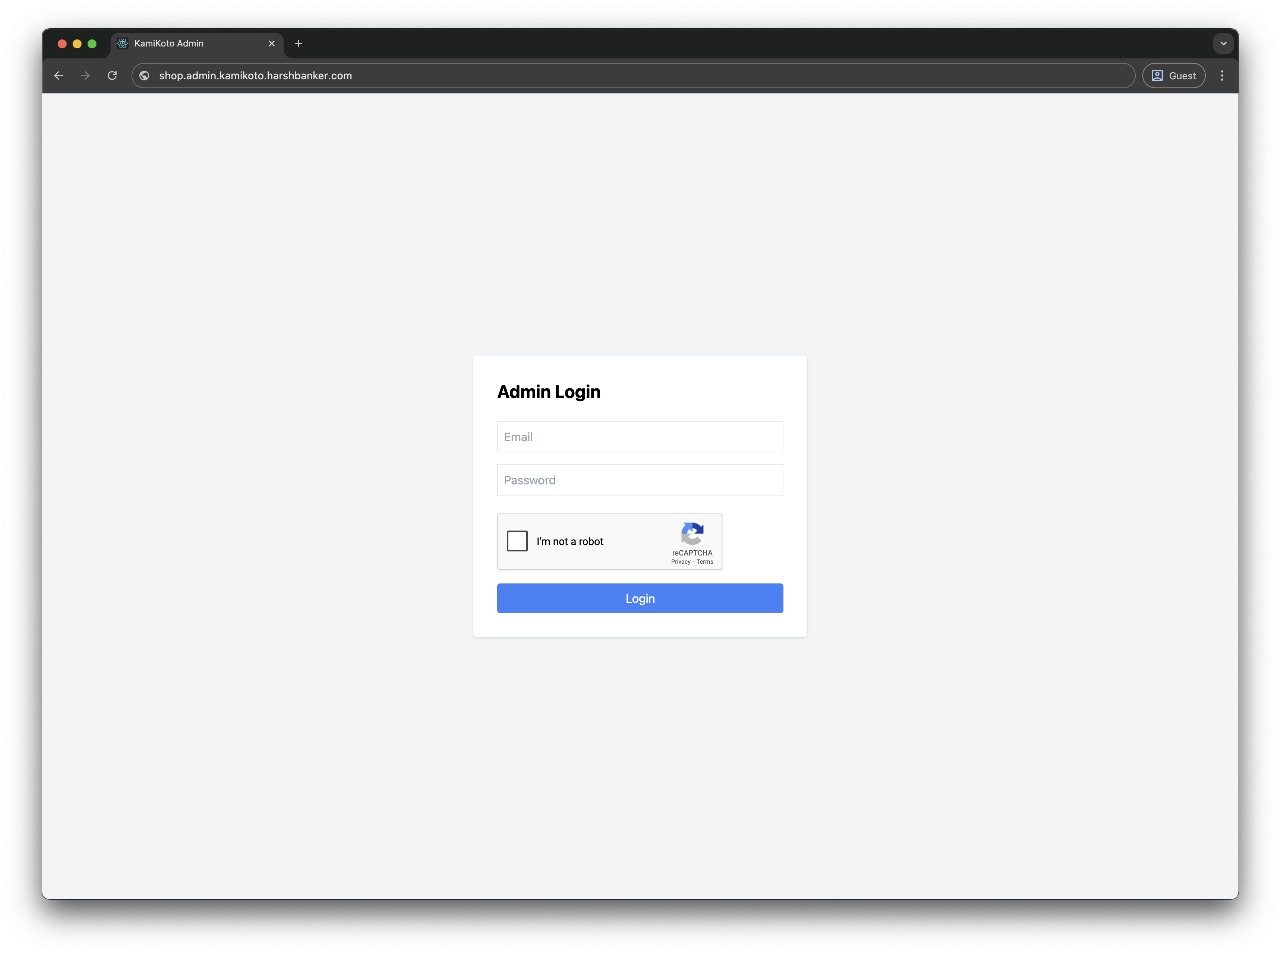 KamiKoto Admin
shop.admin.kamikoto.harshbanker.com
Guest
Admin Login
Email
Password
I'm not a robot
reCAPTCHA
Privacy - Terms
Login